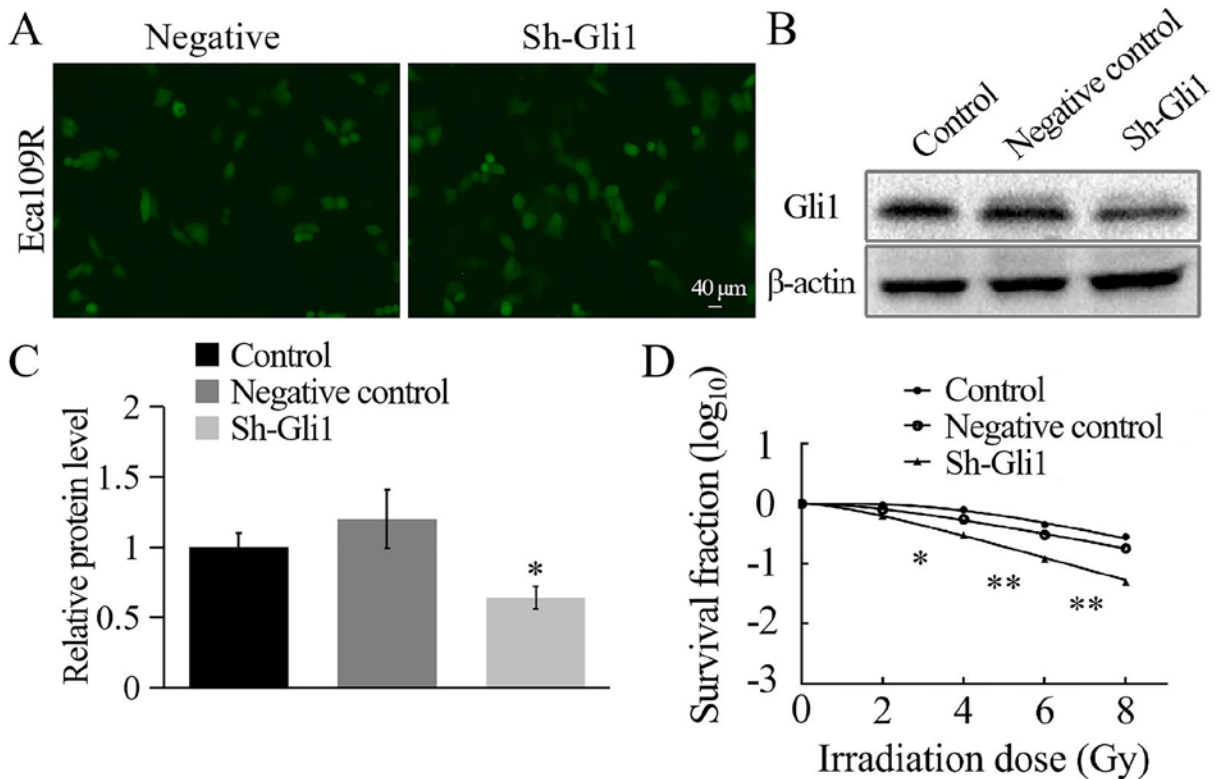 A
Negative
Sh-Gli1
Eca109R
40 μm
B
Control
Negative control
Sh-Gli1
Gli1
β-actin
C
Control
Negative control
Sh-Gli1
Relative protein level
2
1.5
1
0.5
0
*
D
Control
Negative control
Sh-Gli1
Survival fraction (log10)
1
0
-1
-2
-3
*
**
**
0 2 4 6 8
Irradiation dose (Gy)